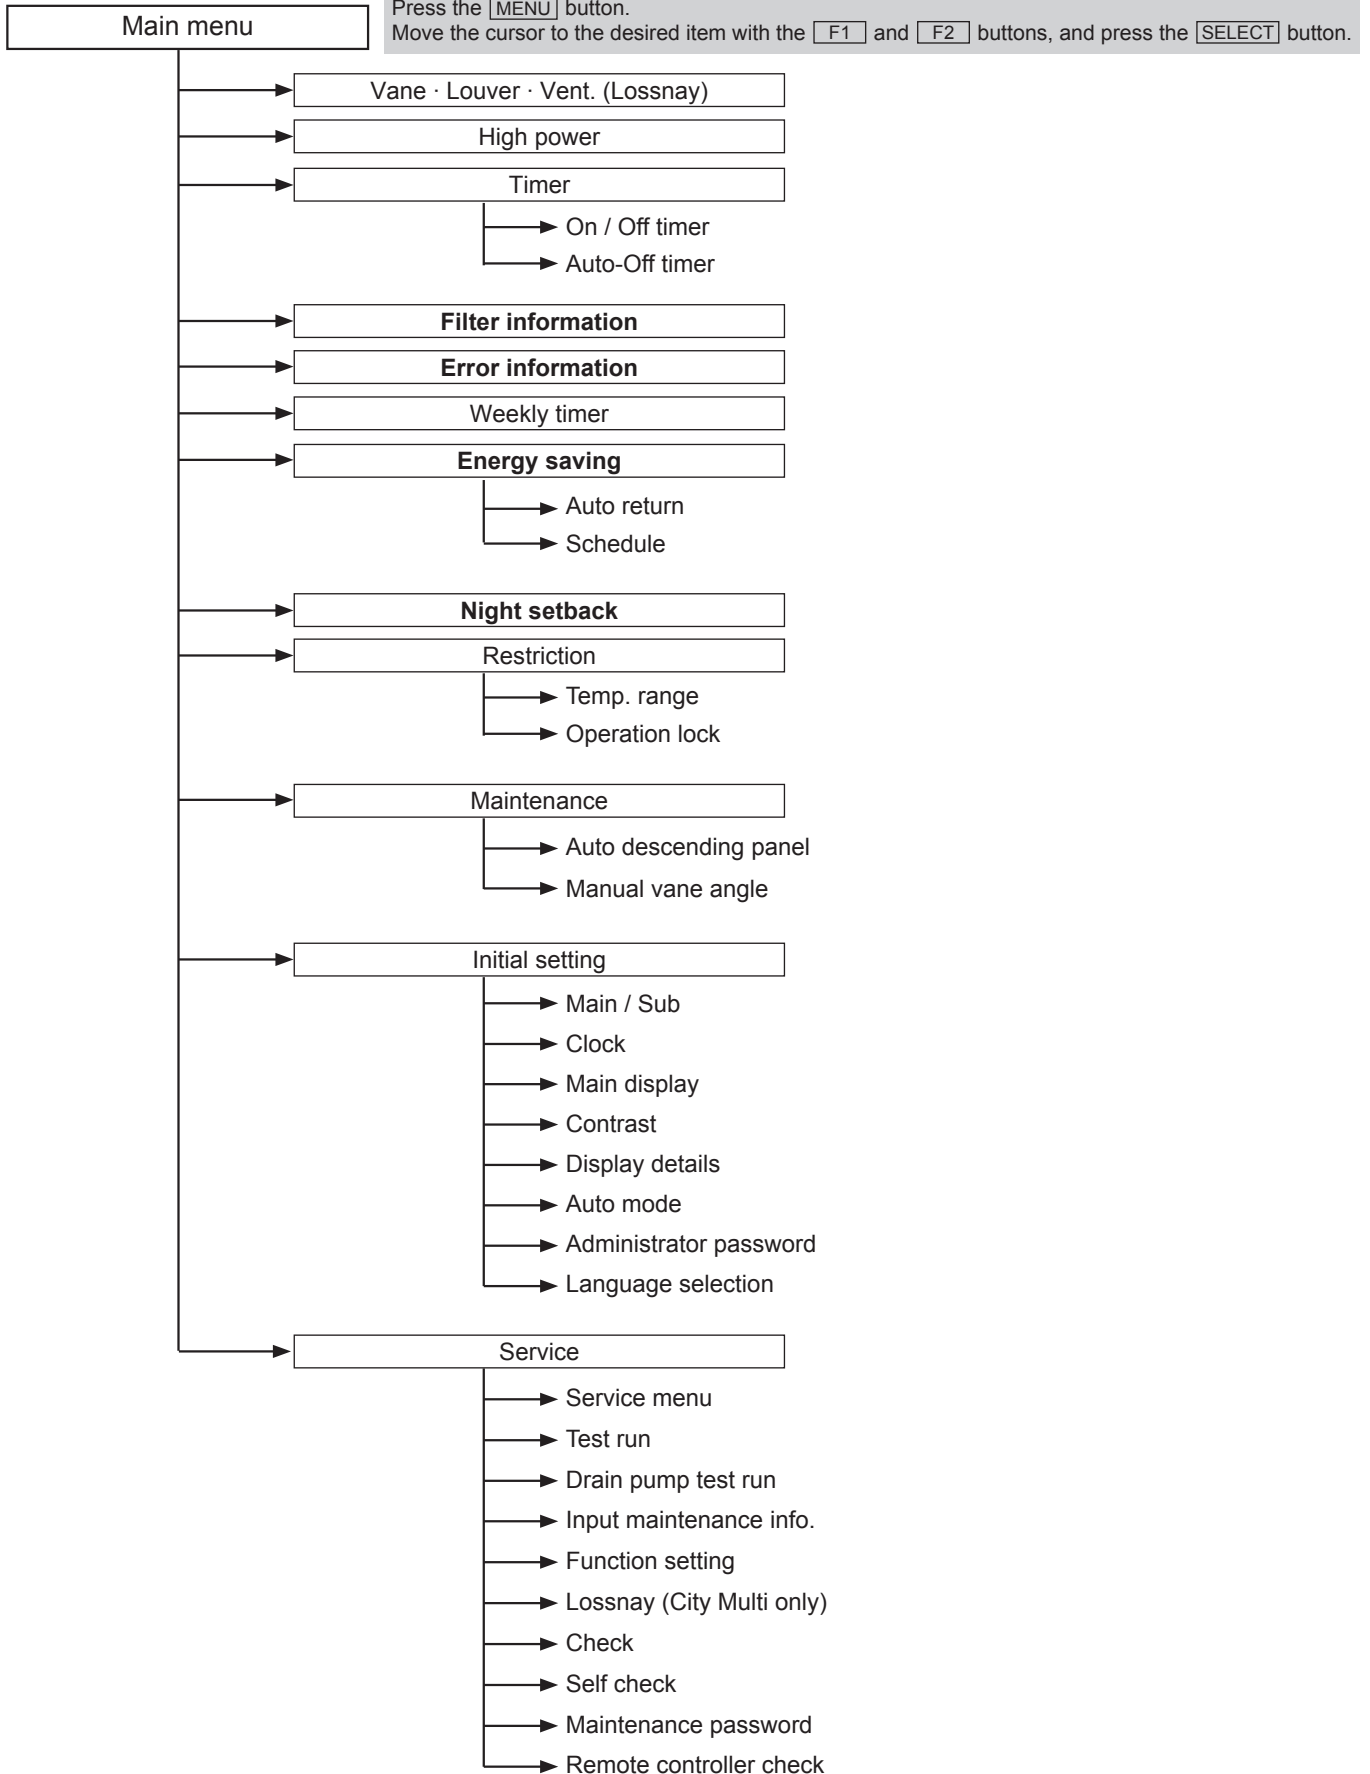 Main menu
Press the MENU button.
Move the cursor to the desired item with the F1 and F2 buttons, and press the SELECT button.
Vane · Louver · Vent. (Lossnay)
High power
Timer
On / Off timer
Auto-Off timer
Filter information
Error information
Weekly timer
Energy saving
Auto return
Schedule
Night setback
Restriction
Temp. range
Operation lock
Maintenance
Auto descending panel
Manual vane angle
Initial setting
Main / Sub
Clock
Main display
Contrast
Display details
Auto mode
Administrator password
Language selection
Service
Service menu
Test run
Drain pump test run
Input maintenance info.
Function setting
Lossnay (City Multi only)
Check
Self check
Maintenance password
Remote controller check